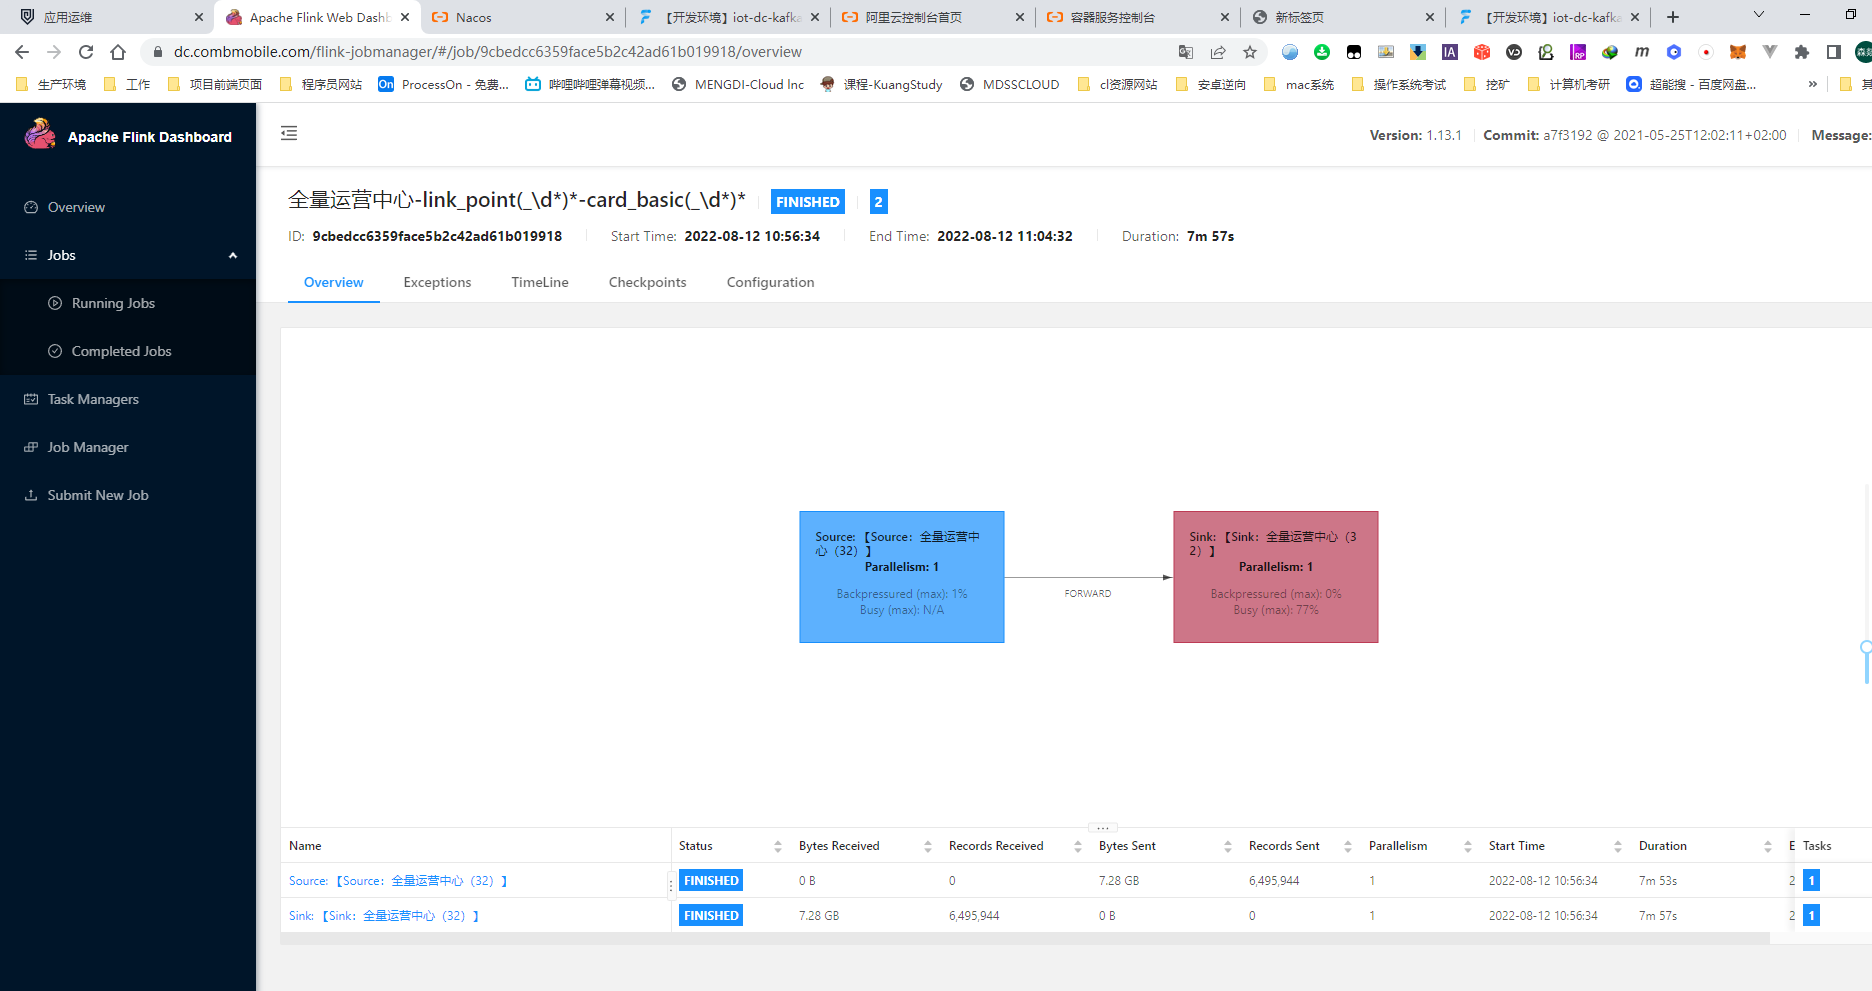 应用运维
Apache Flink Web Dashb
Nacos
【开发环境】iot-dc-kafka
阿里云控制台首页
容器服务控制台
新标签页
【开发环境】iot-dc-kafka
dc.combmobile.com/flink-jobmanager/#/job/9cbedcc6359face5b2c42ad61b019918/overview
生产环境
工作
项目前端页面
程序员网站
On
ProcessOn - 免费...
哔哩哔哩弹幕视频...
MENGDI-Cloud Inc
课程-KuangStudy
MDSSCLOUD
cl资源网站
安卓逆向
mac系统
操作系统考试
挖矿
计算机考研
超能搜 - 百度网盘...
»
Apache Flink Dashboard
Version: 1.13.1
Commit: a7f3192 @ 2021-05-25T12:02:11+02:00
Message:
Overview
Jobs
Running Jobs
Completed Jobs
Task Managers
Job Manager
Submit New Job
全量运营中心-link_point(_\d*)*-card_basic(_\d*)*
FINISHED
2
ID: 9cbedcc6359face5b2c42ad61b019918
Start Time: 2022-08-12 10:56:34
End Time: 2022-08-12 11:04:32
Duration: 7m 57s
Overview
Exceptions
TimeLine
Checkpoints
Configuration
Source: 【Source：全量运营中
心（32）】
Parallelism: 1
Backpressured (max): 1%
Busy (max): N/A
FORWARD
Sink: 【Sink：全量运营中心（3
2）】
Parallelism: 1
Backpressured (max): 0%
Busy (max): 77%
Name Status Bytes Received Records Received Bytes Sent Records Sent Parallelism Start Time Duration E Tasks
Source: 【Source：全量运营中心（32）】 FINISHED 0 B 0 7.28 GB 6,495,944 1 2022-08-12 10:56:34 7m 53s 2 1
Sink: 【Sink：全量运营中心（32）】 FINISHED 7.28 GB 6,495,944 0 B 0 1 2022-08-12 10:56:34 7m 57s 2 1